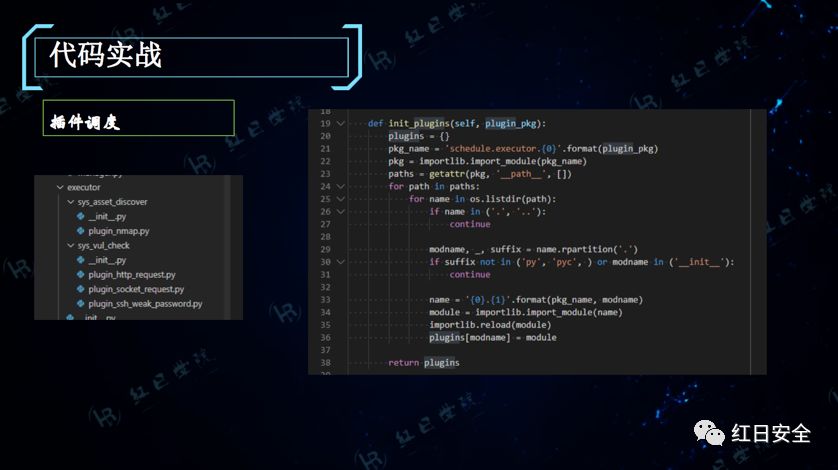 代码实战
插件调度
executor
sys_asset_discover
__init__.py
plugin_nmap.py
sys_vul_check
__init__.py
plugin_http_request.py
plugin_socket_request.py
plugin_ssh_weak_password.py
__init__.py
18
19 def init_plugins(self, plugin_pkg):
20 plugins = {}
21 pkg_name = 'schedule.executor.{0}'.format(plugin_pkg)
22 pkg = importlib.import_module(pkg_name)
23 paths = getattr(pkg, '__path__', [])
24 for path in paths:
25 for name in os.listdir(path):
26 if name in ('.', '..'):
27 continue
28
29 modname, _, suffix = name.rpartition('.')
30 if suffix not in ('py', 'pyc', ) or modname in ('__init__'):
31 continue
32
33 name = '{0}.{1}'.format(pkg_name, modname)
34 module = importlib.import_module(name)
35 importlib.reload(module)
36 plugins[modname] = module
37
38 return plugins
红日安全
红日学院